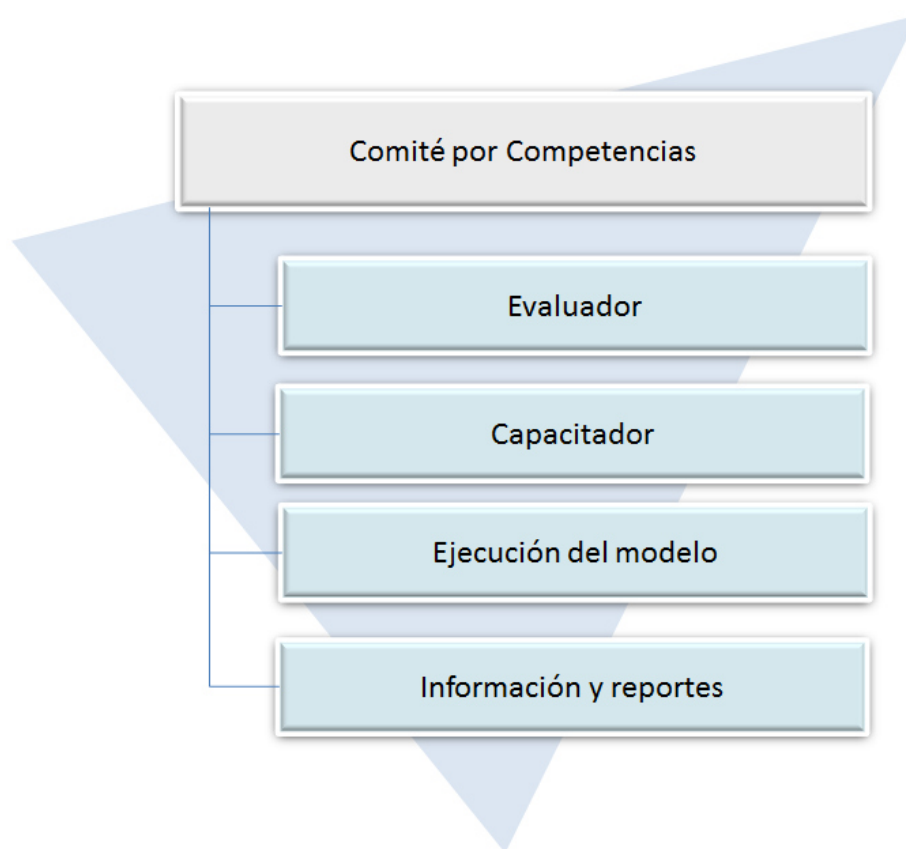 Comité por Competencias
Evaluador
Capacitador
Ejecución del modelo
Información y reportes